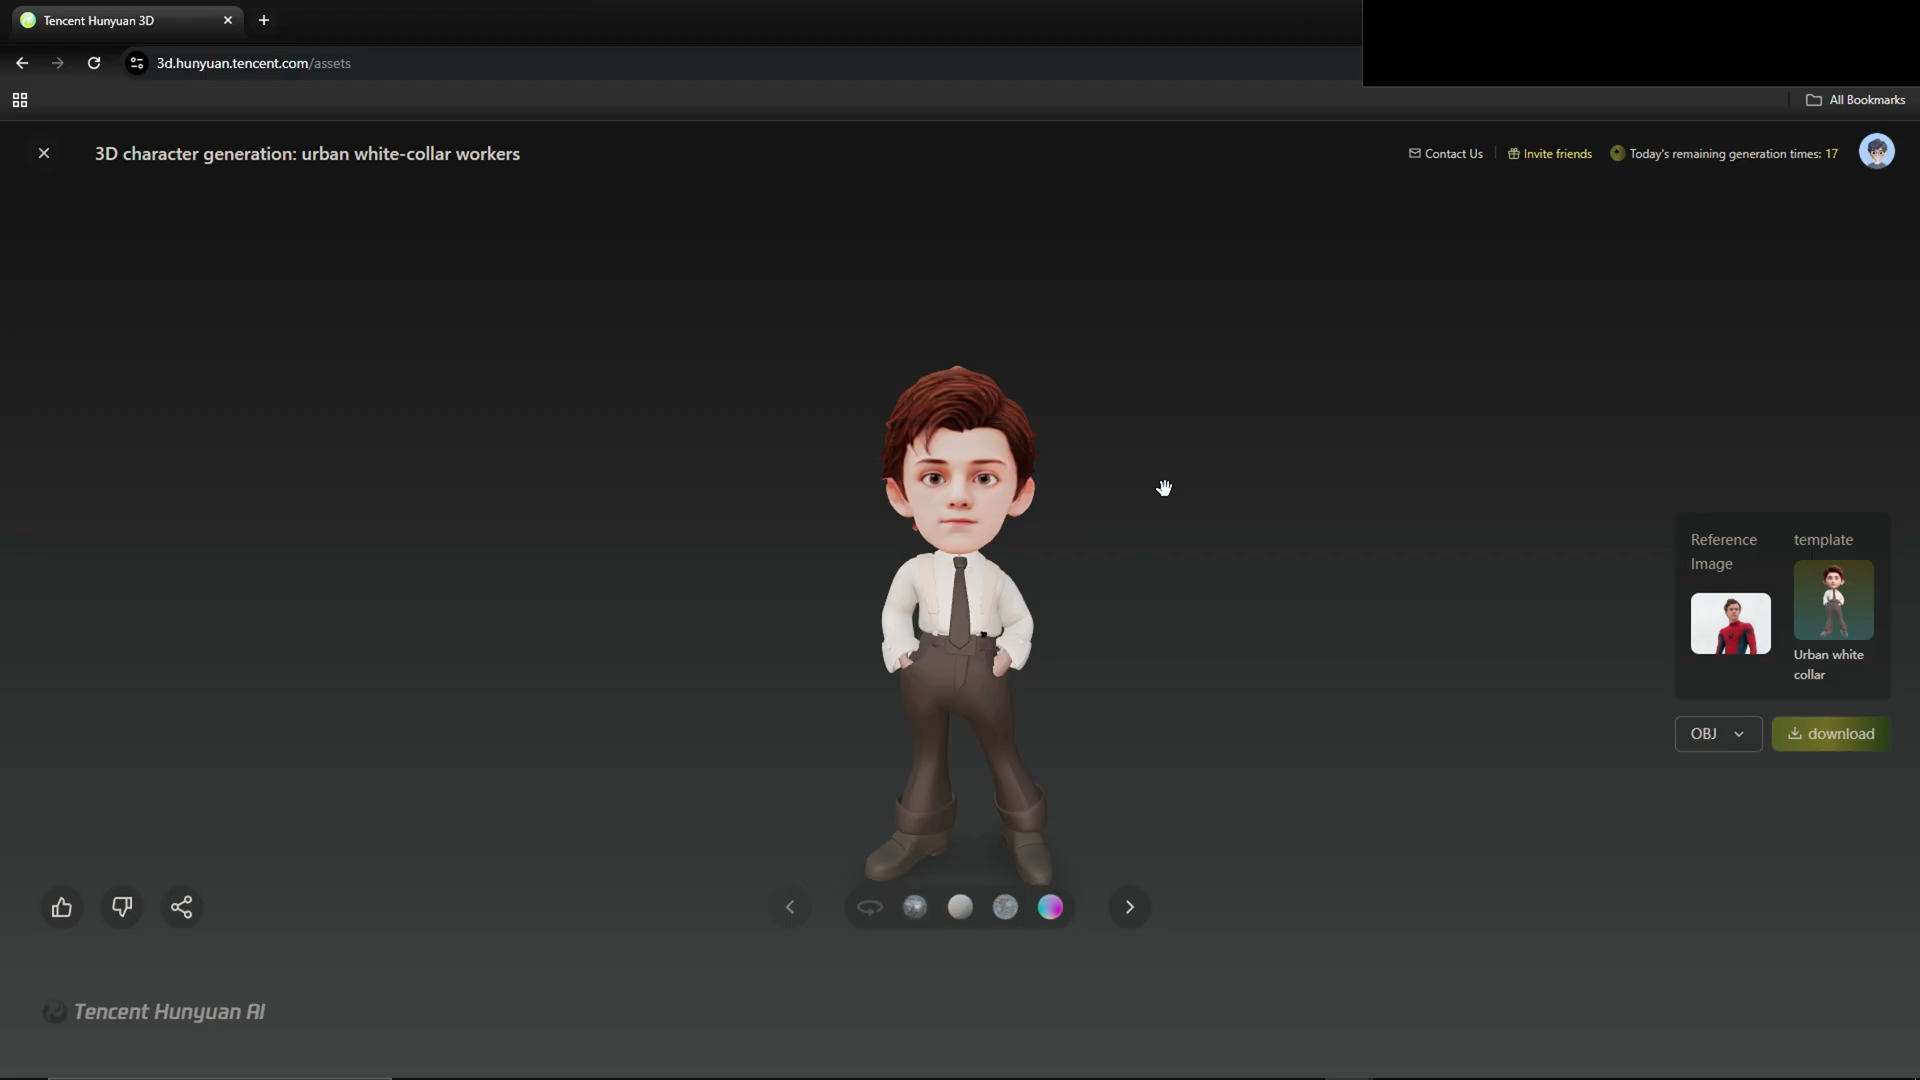 Tencent Hunyuan 3D
3d.hunyuan.tencent.com/assets
All Bookmarks
3D character generation: urban white-collar workers
Contact Us
Invite friends
Today's remaining generation times: 17
Reference
Image
template
Urban white
collar
OBJ
download
Tencent Hunyuan AI